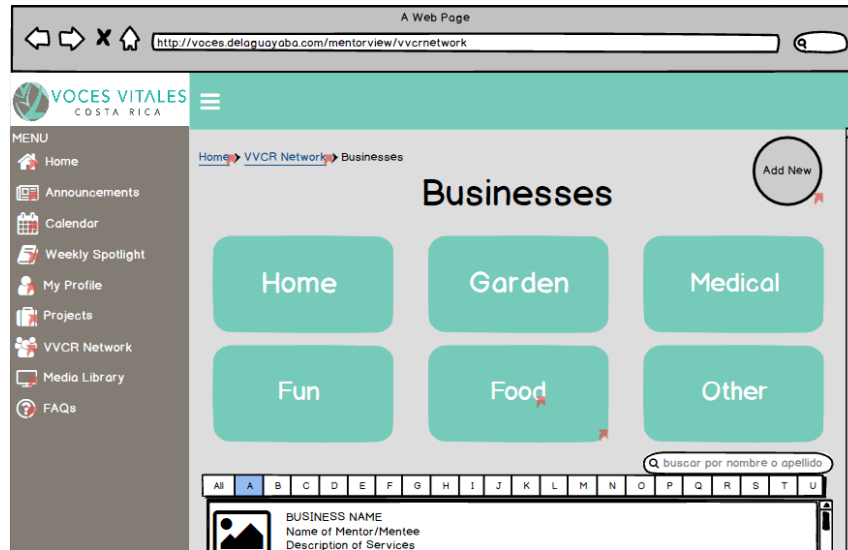 A Web Page
http://voces.delaguayaba.com/mentorview/vvcrnetwork
VOCES VITALES
COSTA RICA
MENU
Home
Announcements
Calendar
Weekly Spotlight
My Profile
Projects
VVCR Network
Media Library
FAQs
Home VVCR Network Businesses
Add New
Businesses
Home Garden Medical
Fun Food Other
buscar por nombre o apellido
All A B C D E F G H I J K L M N O P Q R S T U
BUSINESS NAME
Name of Mentor/Mentee
Description of Services